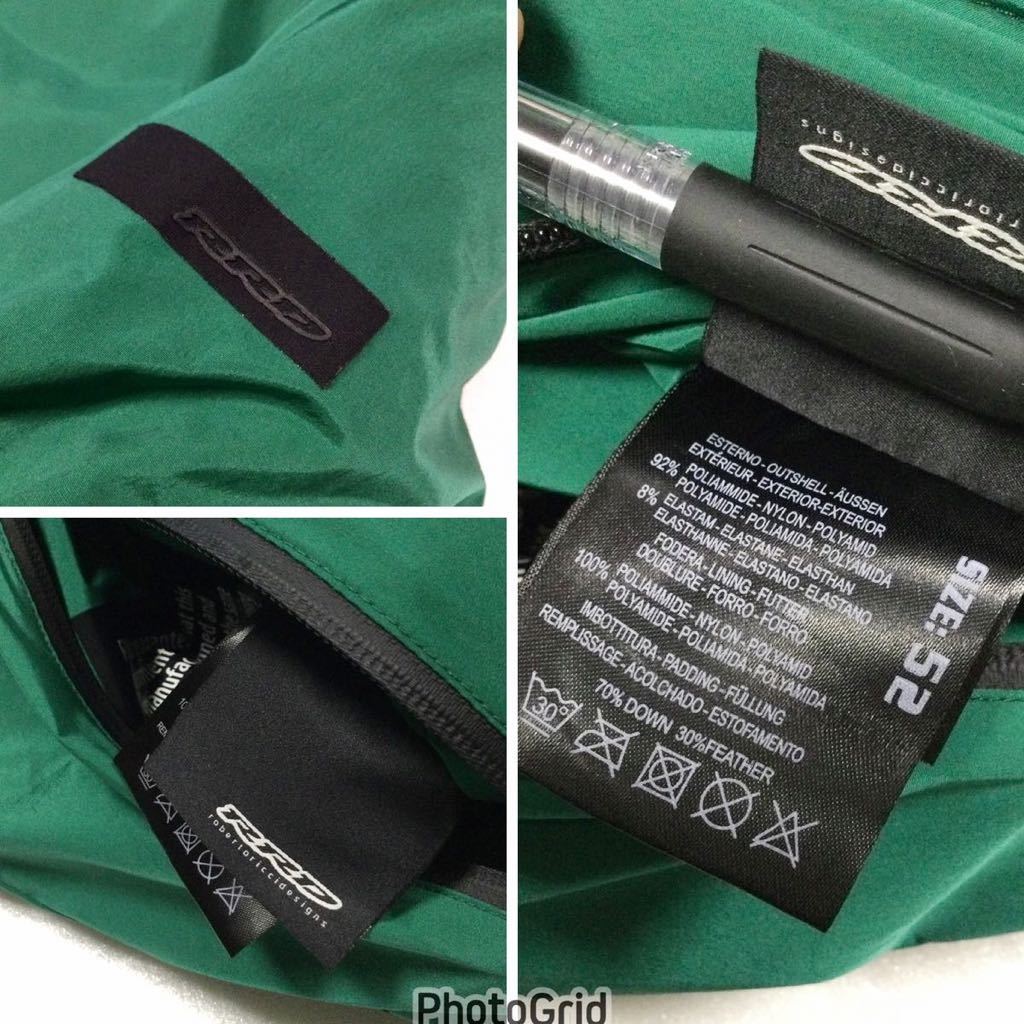 RRD
robertoriccidesigns
RRD
ESTERNO - OUTSHELL - ÄUSSEN
EXTÉRIEUR - EXTERIOR-EXTERIOR
92% POLIAMMIDE - NYLON - POLYAMID
POLYAMIDE - POLIAMIDA - POLYAMIDA
8% ELASTAM - ELASTANE - ELASTHAN
ELASTHANNE - ELASTANO - ELASTANO
FODERA - LINING - FUTTER
DOUBLURE - FORRO - FORRO
100% POLIAMMIDE - NYLON - POLYAMID
POLYAMIDE - POLIAMIDA - POLYAMIDA
IMBOTTITURA - PADDING - FÜLLUNG
REMPLISSAGE - ACOLCHADO - ESTOFAMENTO
70% DOWN 30%FEATHER
30°
SIZE: 52
RRD
robertoriccidesigns
PhotoGrid